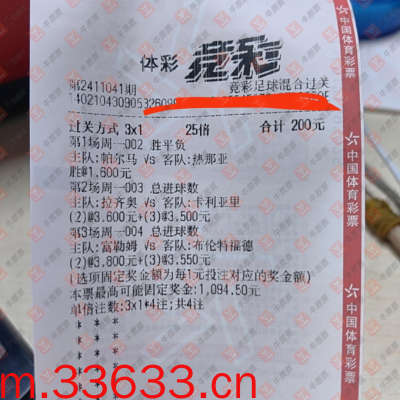 体彩 竞彩
第2411041期 竞彩足球混合过关
过关方式 3x1 25倍 合计 200元
第1场周一002 胜平负
主队:帕尔马 Vs 客队:热那亚
胜#1.600元
第2场周一003 总进球数
主队:拉齐奥 Vs 客队:卡利亚里
(2)#3.600元+(3)#3.500元
第3场周一004 总进球数
主队:富勒姆 Vs 客队:布伦特福德
(2)#3.800元+(3)#3.550元
(选项固定奖金额为每1元投注对应的奖金额)
本票最高可能固定奖金:1,094.50元
单倍注数:3x1*4注;共4注
* * *
* * *
* * *
中国体育彩票
中国体育彩票
中国体育彩票
m.33633.cn